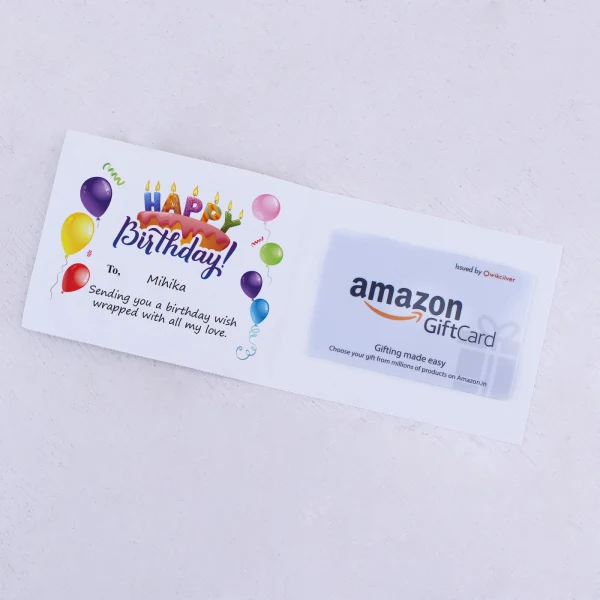 HAPPY
Birthday!
To,
Mihika
Sending you a birthday wish
wrapped with all my love.
Issued by Qwikcilver
amazon
GiftCard
Gifting made easy
Choose your gift from millions of products on Amazon.in